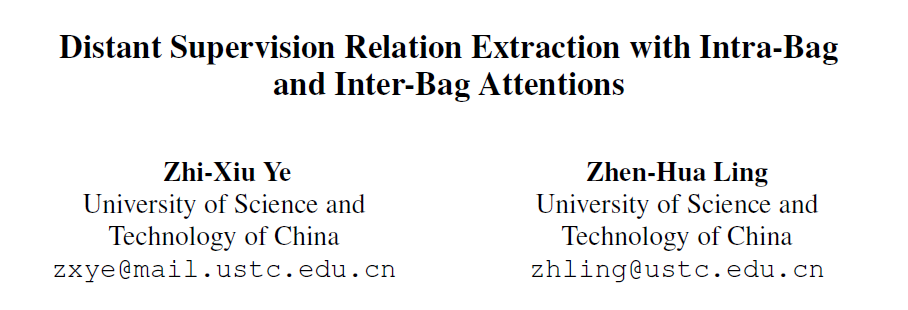 Distant Supervision Relation Extraction with Intra-Bag
and Inter-Bag Attentions
Zhi-Xiu Ye
University of Science and
Technology of China
zxye@mail.ustc.edu.cn
Zhen-Hua Ling
University of Science and
Technology of China
zhling@ustc.edu.cn